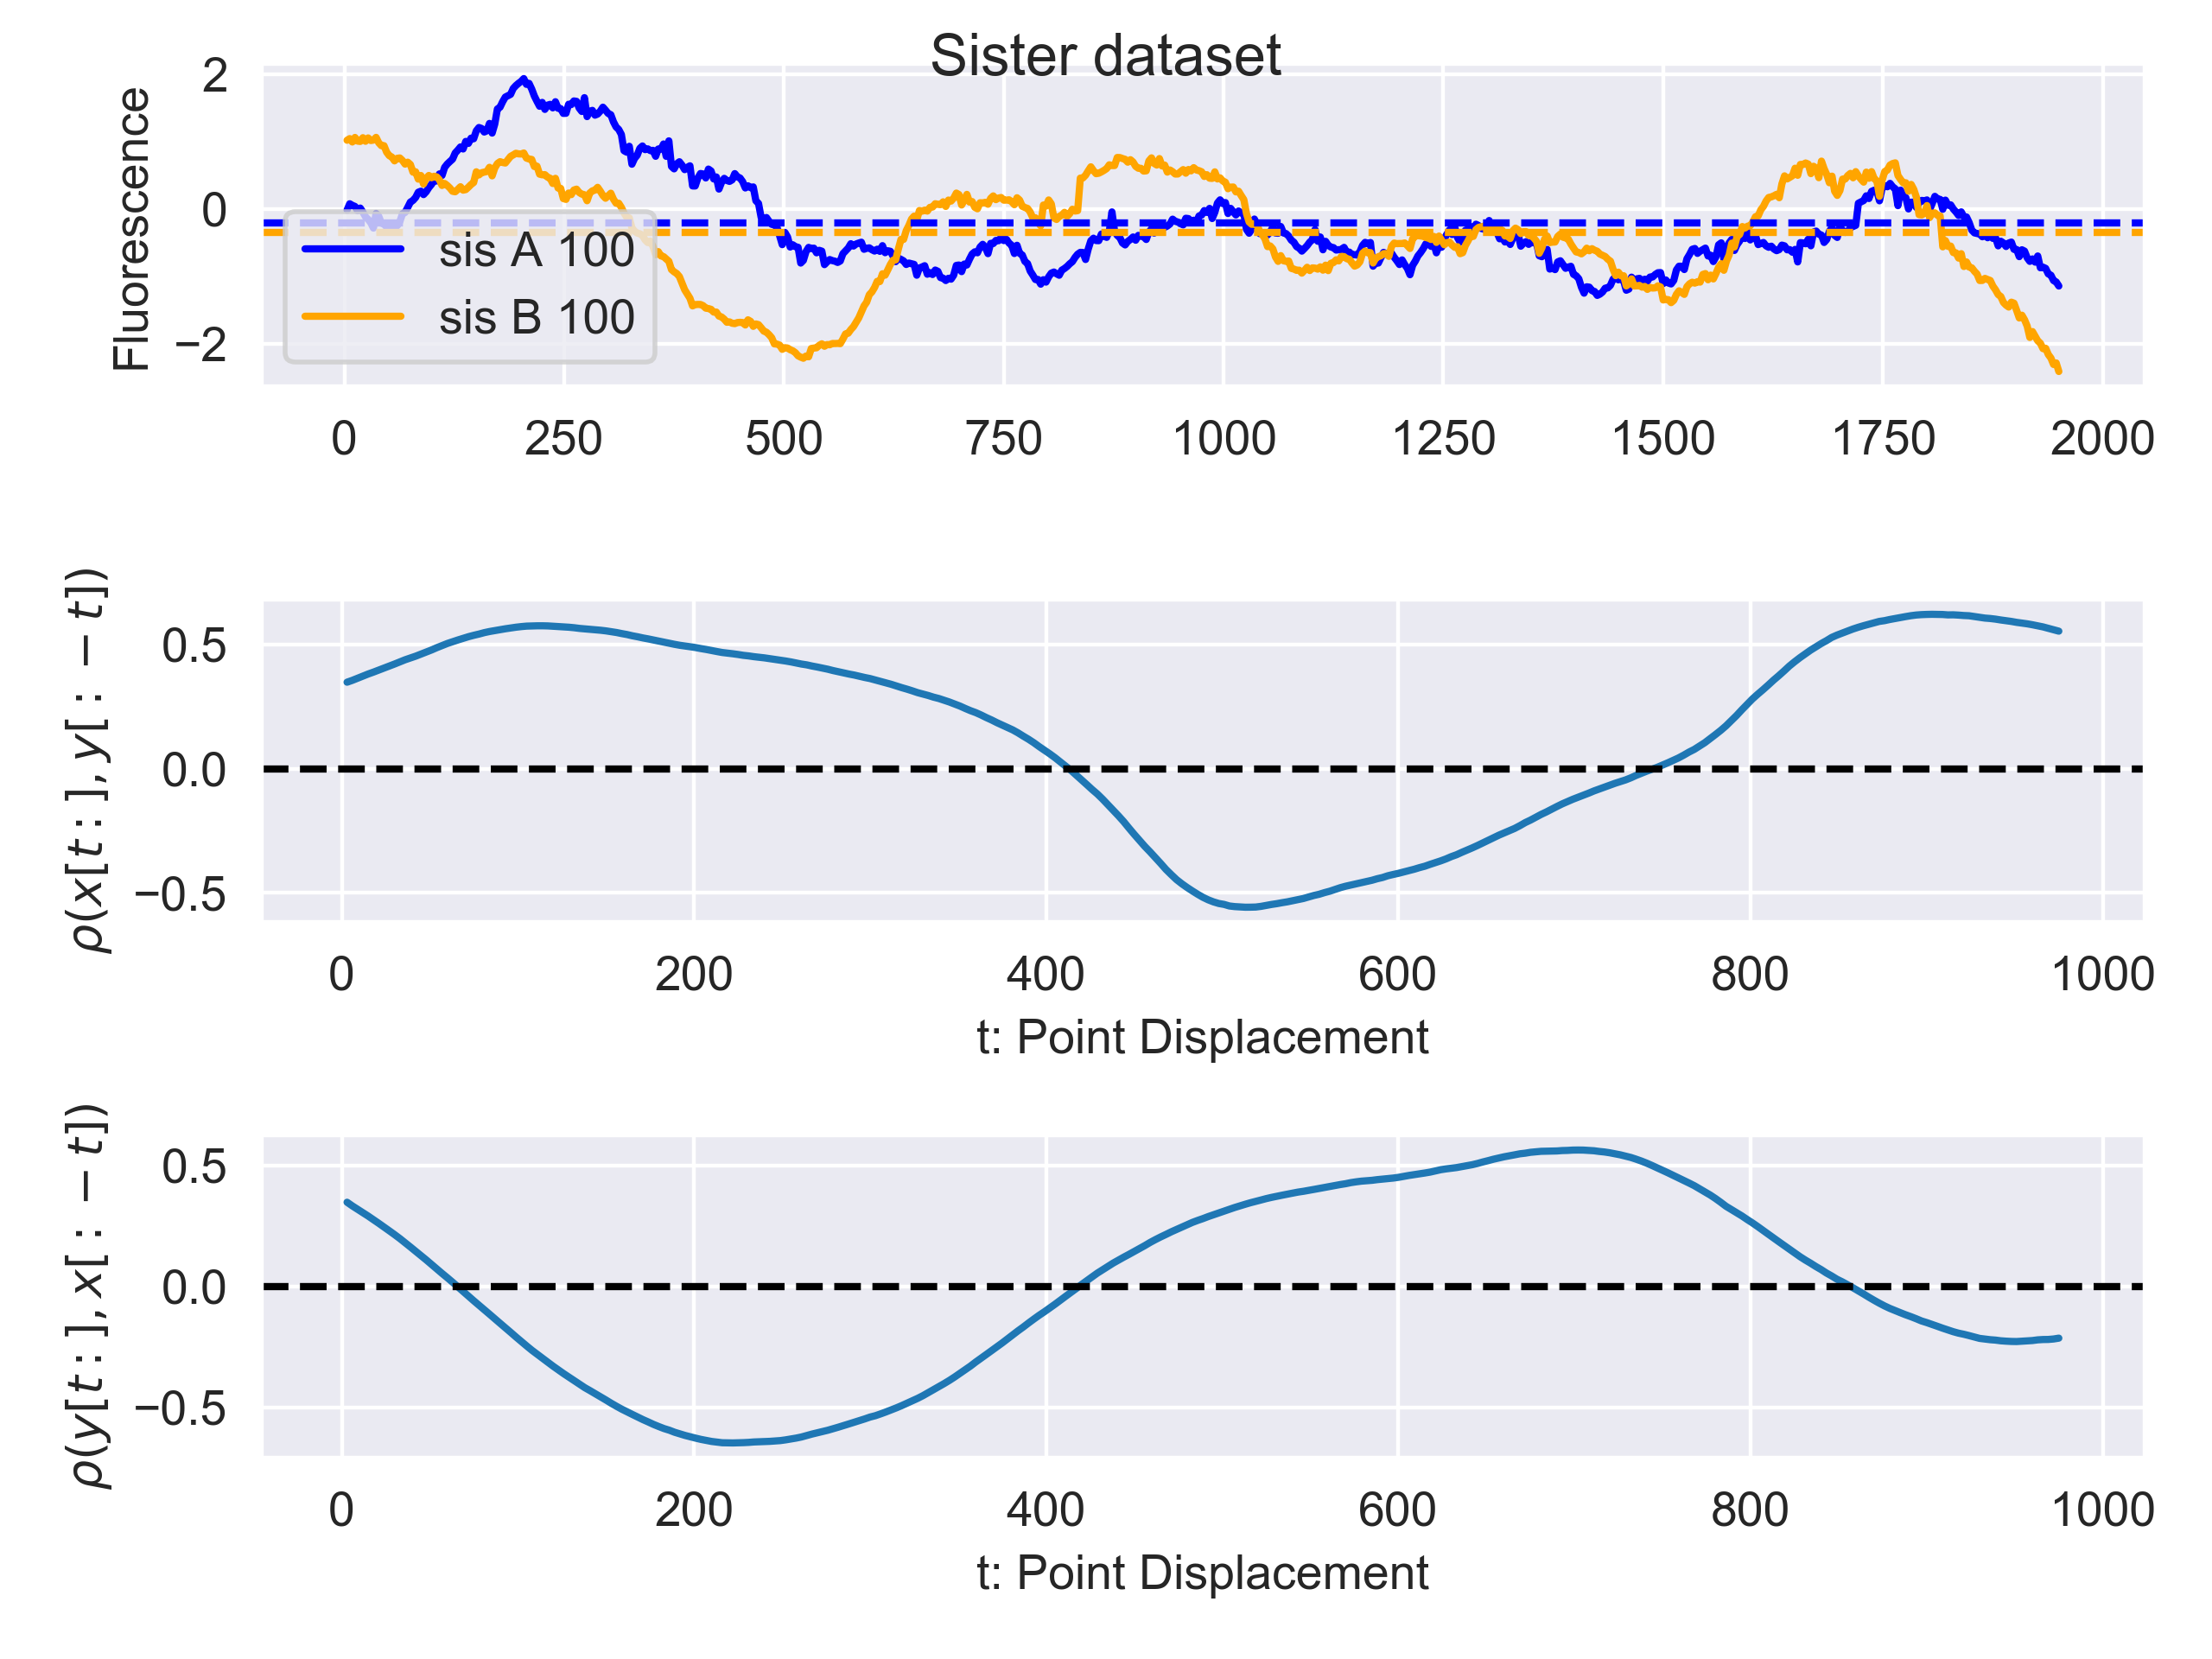 Sister dataset
Fluorescence
2
0
−2
sis A 100
sis B 100
0 250 500 750 1000 1250 1500 1750 2000
ρ(x[t:], y[: − t])
0.5
0.0
−0.5
0 200 400 600 800 1000
t: Point Displacement
ρ(y[t:], x[: − t])
0.5
0.0
−0.5
0 200 400 600 800 1000
t: Point Displacement